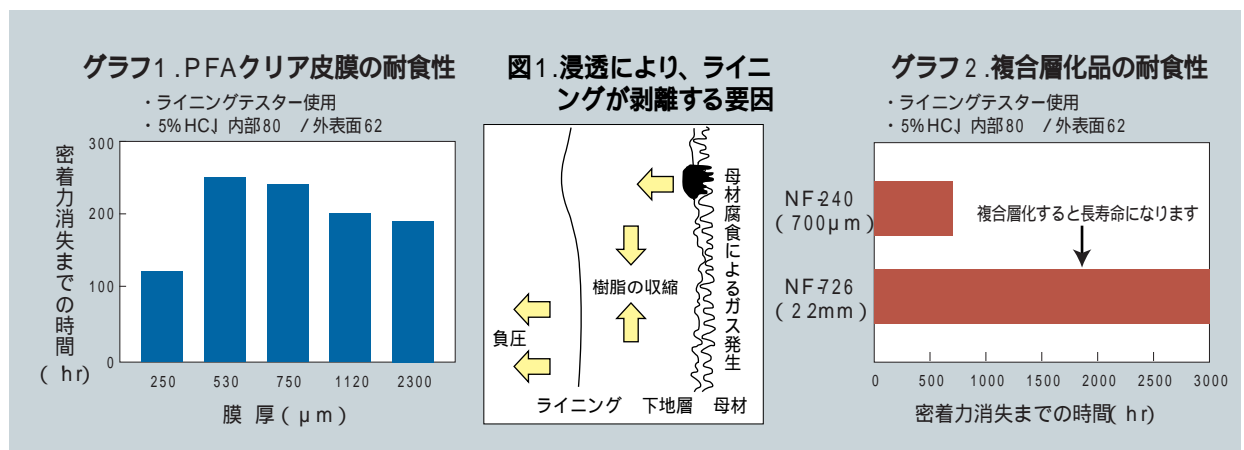 グラフ1.PFAクリア皮膜の耐食性
・ライニングテスター使用
・5%HCl、内部80 /外表面62
密着力消失までの時間
(hr)
300
200
100
0
250 530 750 1120 2300
膜 厚(μm)
図1.浸透により、ライニ
ングが剥離する要因
母材腐食によるガス発生
樹脂の収縮
負圧
ライニング 下地層 母材
グラフ2.複合層化品の耐食性
・ライニングテスター使用
・5%HCl、内部80 /外表面62
NF-240
(700μm)
複合層化すると長寿命になります
NF-726
(22mm)
0 500 1000 1500 2000 2500 3000
密着力消失までの時間(hr)